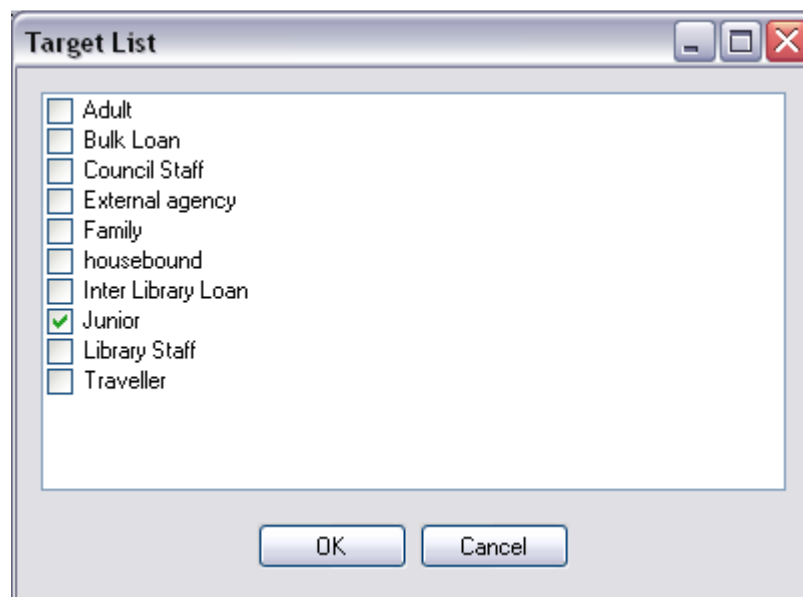 Target List
Adult
Bulk Loan
Council Staff
External agency
Family
housebound
Inter Library Loan
Junior
Library Staff
Traveller
OK Cancel